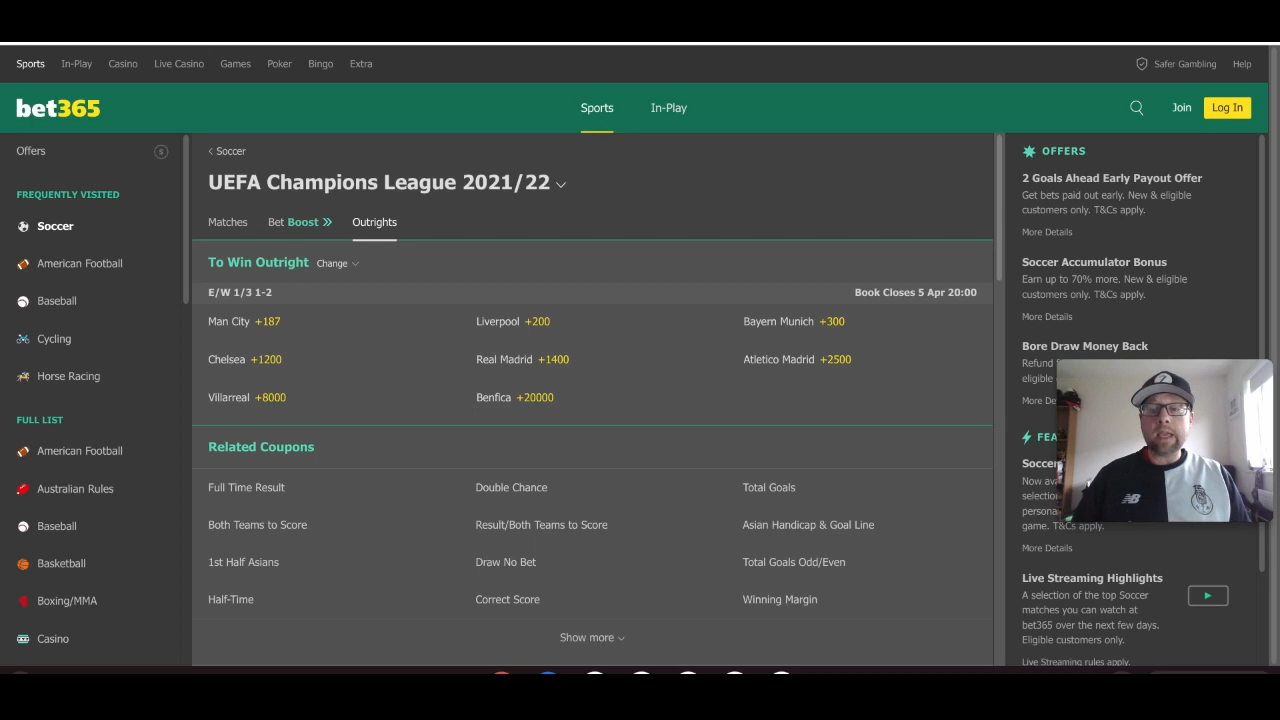 Sports In-Play Casino Live Casino Games Poker Bingo Extra Safer Gambling Help
bet365 Sports In-Play Join Log In
Offers
FREQUENTLY VISITED
Soccer
American Football
Baseball
Cycling
Horse Racing
FULL LIST
American Football
Australian Rules
Baseball
Basketball
Boxing/MMA
Casino
< Soccer
UEFA Champions League 2021/22
Matches Bet Boost Outrights
To Win Outright Change
E/W 1/3 1-2 Book Closes 5 Apr 20:00
Man City +187 Liverpool +200 Bayern Munich +300
Chelsea +1200 Real Madrid +1400 Atletico Madrid +2500
Villarreal +8000 Benfica +20000
Related Coupons
Full Time Result Double Chance Total Goals
Both Teams to Score Result/Both Teams to Score Asian Handicap & Goal Line
1st Half Asians Draw No Bet Total Goals Odd/Even
Half-Time Correct Score Winning Margin
Show more
OFFERS
2 Goals Ahead Early Payout Offer
Get bets paid out early. New & eligible
customers only. T&Cs apply.
More Details
Soccer Accumulator Bonus
Earn up to 70% more. New & eligible
customers only. T&Cs apply.
More Details
Bore Draw Money Back
Refund
eligible
More De
FEA
Soccer
Now ava
selection
persona
game. T&Cs apply.
More Details
Live Streaming Highlights
A selection of the top Soccer
matches you can watch at
bet365 over the next few days.
Eligible customers only.
Live Streaming rules apply.
NB